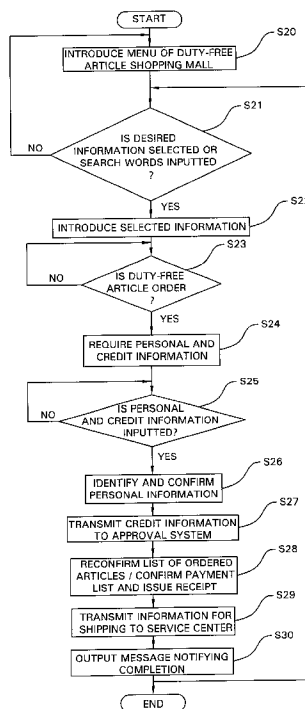 START
S20
INTRODUCE MENU OF DUTY-FREE
ARTICLE SHOPPING MALL
S21
IS DESIRED
INFORMATION SELECTED OR
SEARCH WORDS INPUTTED
?
NO
YES
INTRODUCE SELECTED INFORMATION
S23
IS DUTY-FREE
ARTICLE ORDER
?
NO
YES
S24
REQUIRE PERSONAL AND
CREDIT INFORMATION
S25
IS PERSONAL
AND CREDIT INFORMATION
INPUTTED?
NO
YES
S26
IDENTIFY AND CONFIRM
PERSONAL INFORMATION
S27
TRANSMIT CREDIT INFORMATION
TO APPROVAL SYSTEM
S28
RECONFIRM LIST OF ORDERED
ARTICLES / CONFIRM PAYMENT
LIST AND ISSUE RECEIPT
S29
TRANSMIT INFORMATION FOR
SHIPPING TO SERVICE CENTER
S30
OUTPUT MESSAGE NOTIFYING
COMPLETION
END